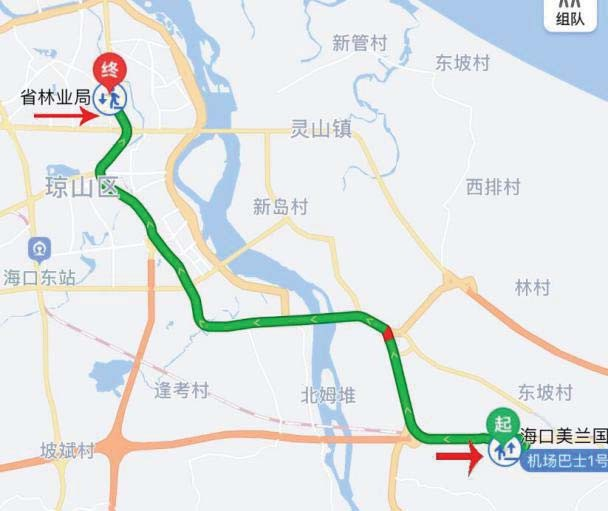 组队
新管村
东坡村
终
省林业局
灵山镇
琼山区
西排村
新岛村
海口东站
林村
逢考村
北姆堆
东坡村
起
海口美兰国
坡斌村
机场巴士1号